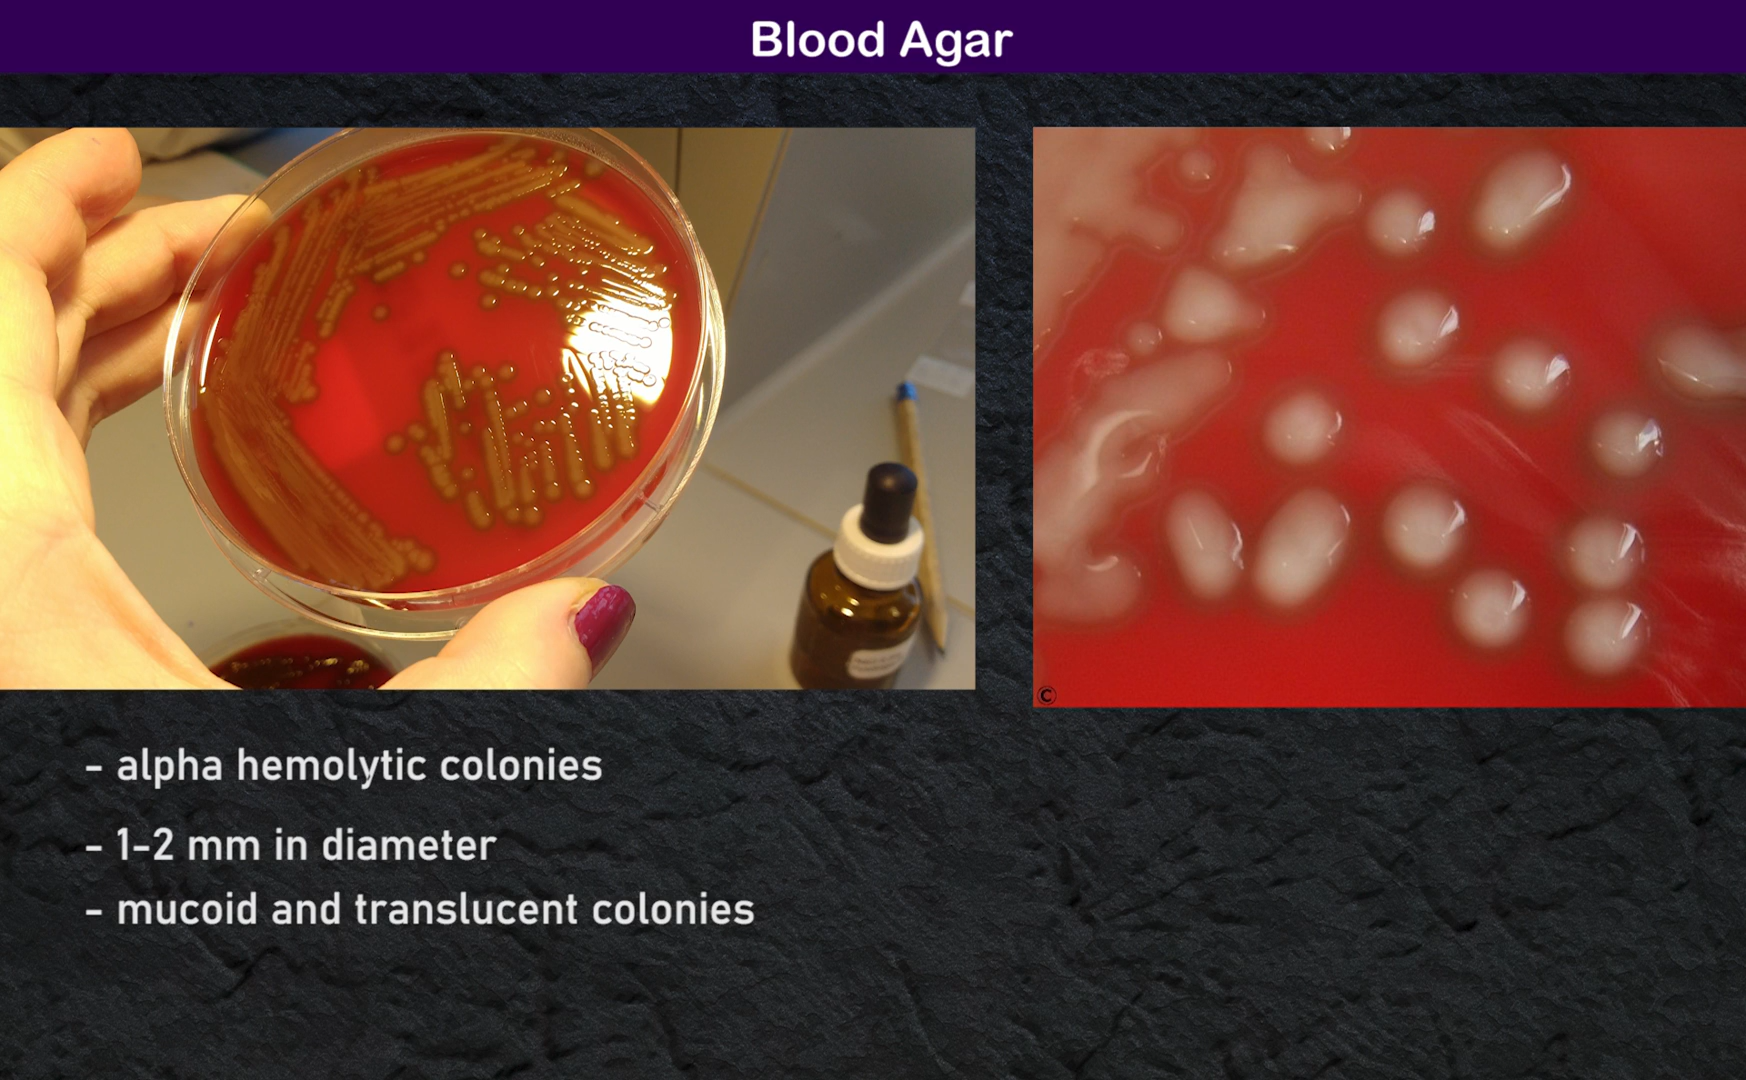 Blood Agar
©
- alpha hemolytic colonies
- 1-2 mm in diameter
- mucoid and translucent colonies